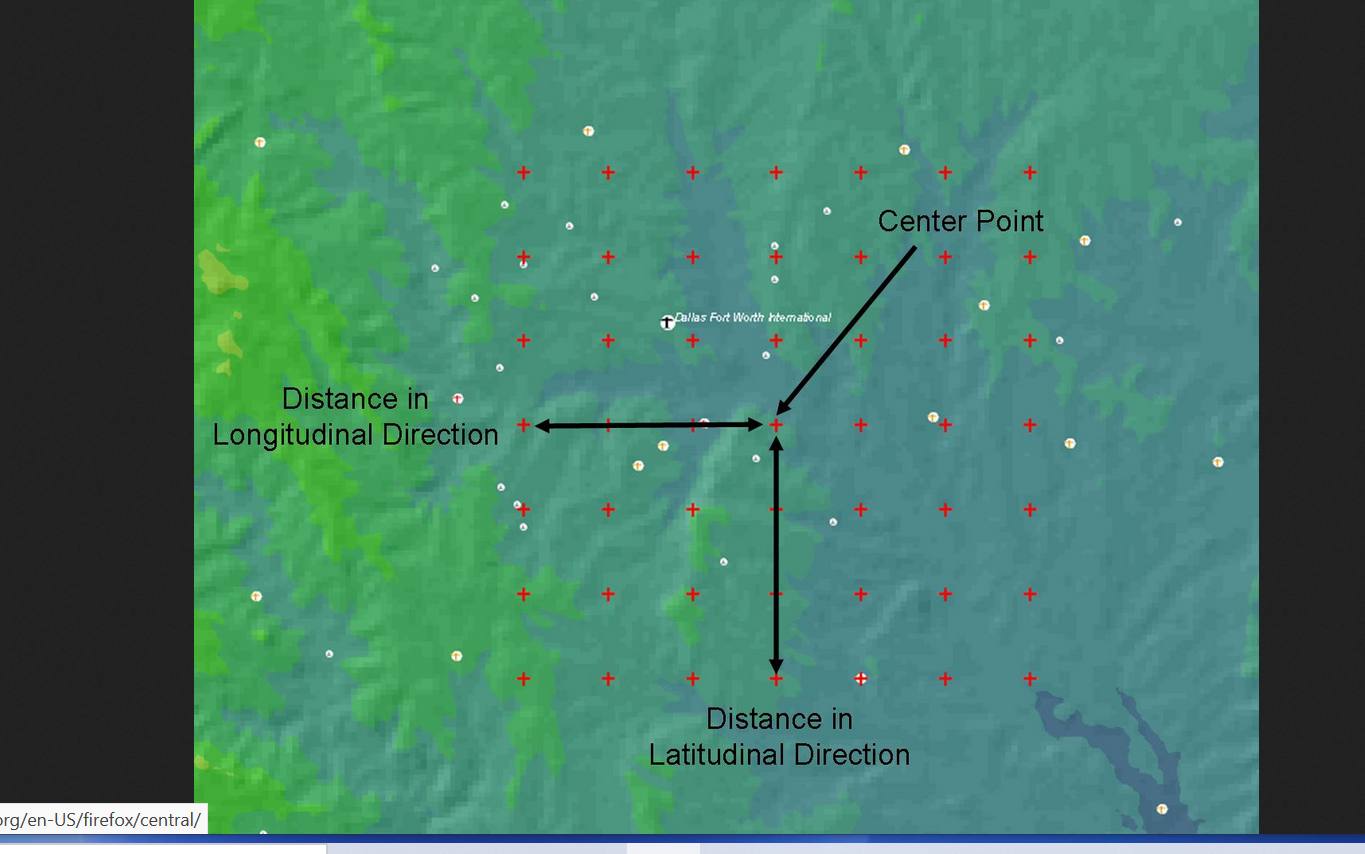 Center Point
Dallas Fort Worth International
Distance in
Longitudinal Direction
Distance in
Latitudinal Direction
org/en-US/firefox/central/